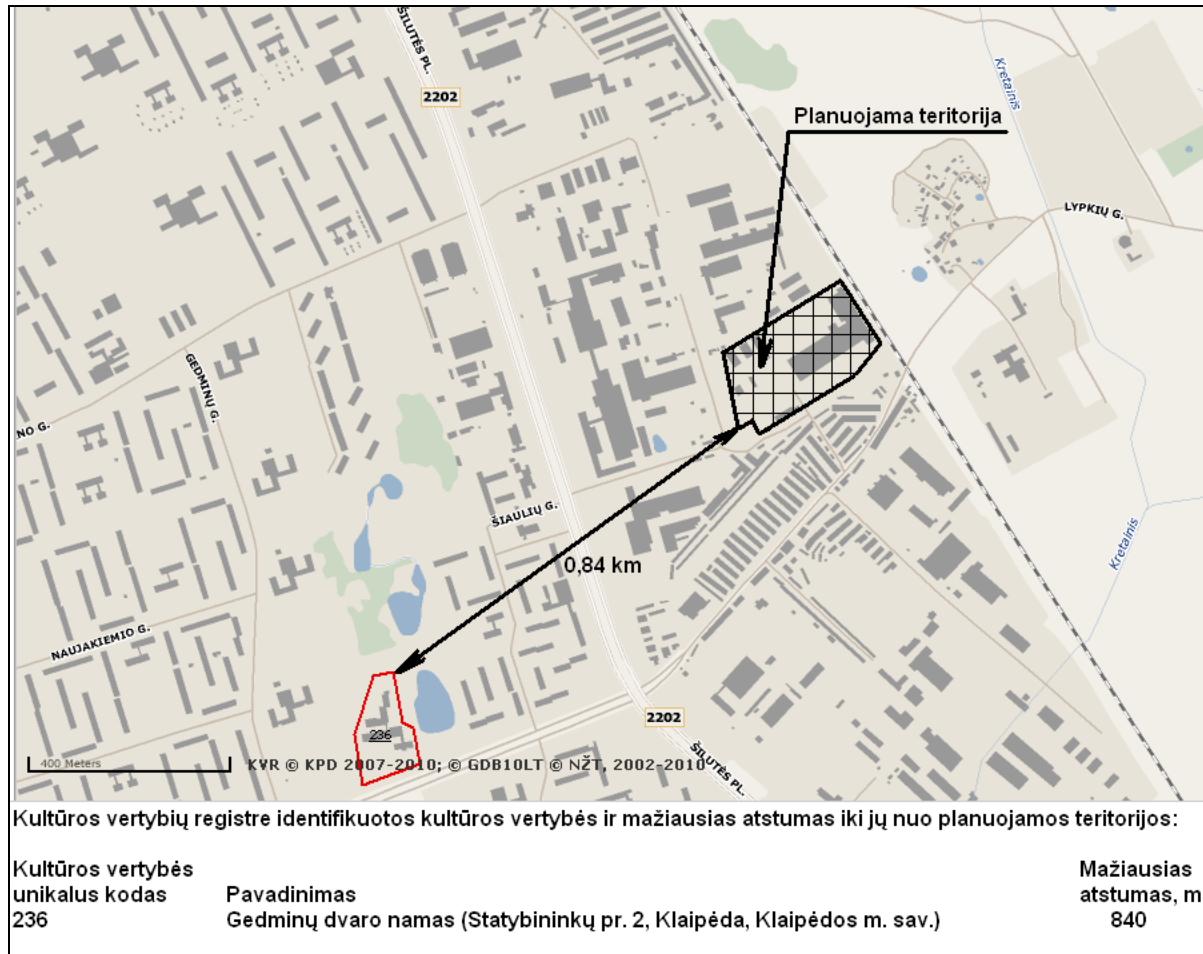 ŠILUTĖS PL.
2202
Planuojama teritorija
Kretainis
LYPKIŲ G.
GEDMINŲ G.
NO G.
ŠIAULIŲ G.
0,84 km
Kretainis
NAUJAKIEMIO G.
236
2202
ŠILUTĖS PL.
400 Meters
KVR © KPD 2007-2010; © GDB10LT © NŽT, 2002-2010
Kultūros vertybių registre identifikuotos kultūros vertybės ir mažiausias atstumas iki jų nuo planuojamos teritorijos:
Kultūros vertybės Mažiausias
unikalus kodas Pavadinimas atstumas, m
236 Gedminų dvaro namas (Statybininkų pr. 2, Klaipėda, Klaipėdos m. sav.) 840